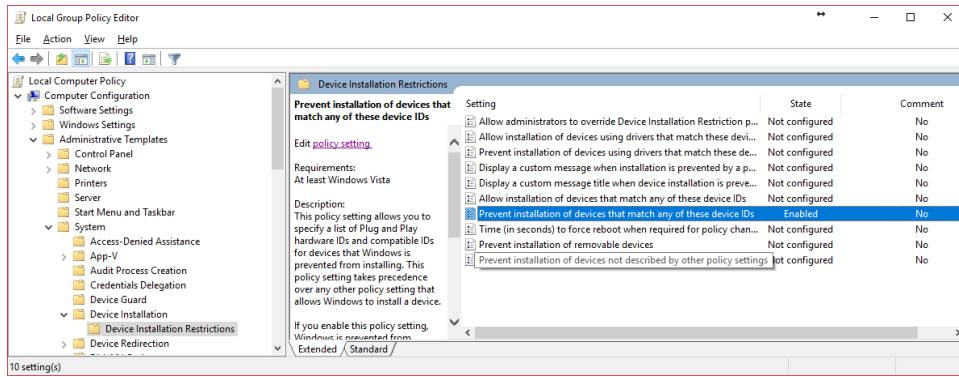 Local Group Policy Editor
File Action View Help
Local Computer Policy
Computer Configuration
Software Settings
Windows Settings
Administrative Templates
Control Panel
Network
Printers
Server
Start Menu and Taskbar
System
Access-Denied Assistance
App-V
Audit Process Creation
Credentials Delegation
Device Guard
Device Installation
Device Installation Restrictions
Device Redirection
Device Installation Restrictions
Prevent installation of devices that
match any of these device IDs
Edit policy setting
Requirements:
At least Windows Vista
Description:
This policy setting allows you to
specify a list of Plug and Play
hardware IDs and compatible IDs
for devices that Windows is
prevented from installing. This
policy setting takes precedence
over any other policy setting that
allows Windows to install a device.
If you enable this policy setting,
Windows is prevented from
Setting State Comment
Allow administrators to override Device Installation Restriction p... Not configured No
Allow installation of devices using drivers that match these devi... Not configured No
Prevent installation of devices using drivers that match these de... Not configured No
Display a custom message when installation is prevented by a p... Not configured No
Display a custom message title when device installation is preve... Not configured No
Allow installation of devices that match any of these device IDs Not configured No
Prevent installation of devices that match any of these device IDs Enabled No
Time (in seconds) to force reboot when required for policy chan... Not configured No
Prevent installation of removable devices Not configured No
Prevent installation of devices not described by other policy settings ot configured No
Extended Standard
10 setting(s)